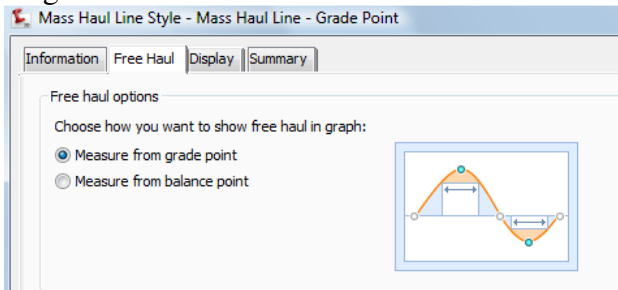 Mass Haul Line Style - Mass Haul Line - Grade Point
Information Free Haul Display Summary
Free haul options
Choose how you want to show free haul in graph:
Measure from grade point
Measure from balance point